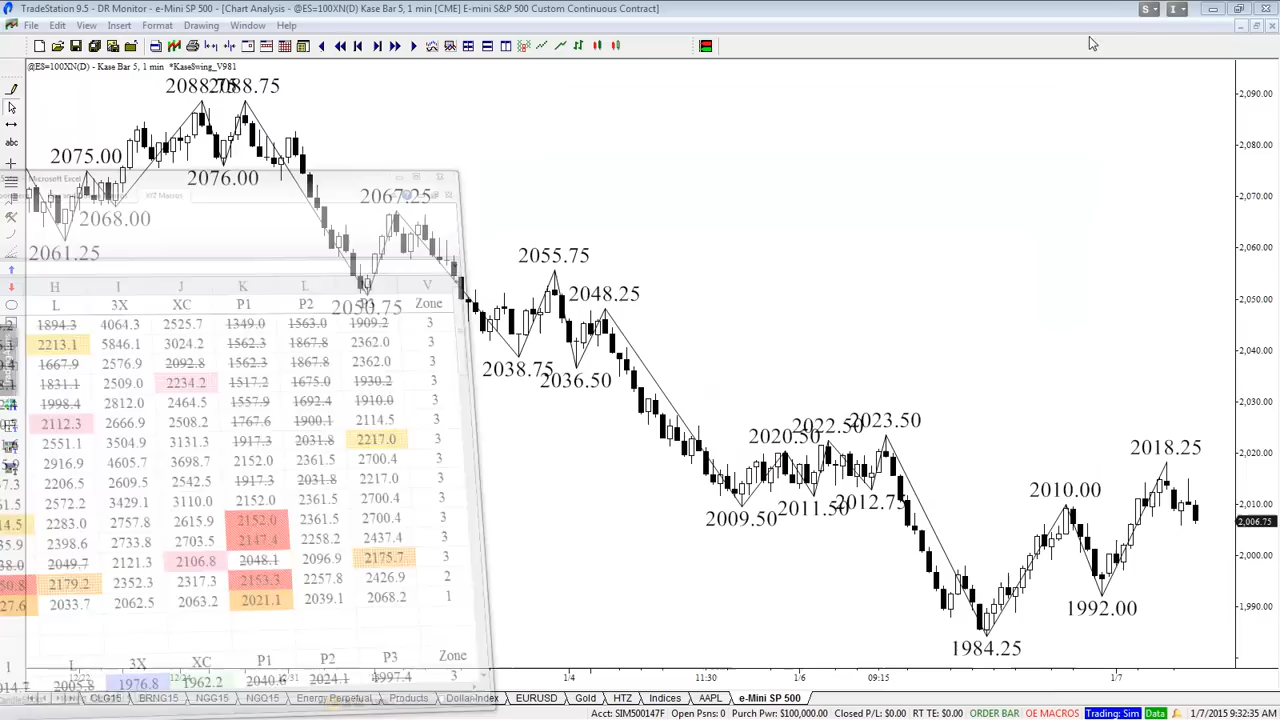 TradeStation 9.5 - DR Monitor - e-Mini SP 500 - [Chart Analysis - @ES=100XN(D) Kase Bar 5, 1 min [CME] E-mini S&P 500 Custom Continuous Contract]
File Edit View Insert Format Drawing Window Help
@ES=100XN(D) - Kase Bar 5, 1 min *KaseSwing_V981
abc
2088.75 2088.75
2075.00
2076.00
2068.00
2061.25
2067.25
2050.75
2055.75
2048.25
2038.75
2036.50
2020.50
2022.50
2023.50
2009.50
2011.50
2012.75
1984.25
2010.00
1992.00
2018.25
2,090.00
2,080.00
2,070.00
2,060.00
2,050.00
2,040.00
2,030.00
2,020.00
2,010.00
2,006.75
2,000.00
1,990.00
Microsoft Excel
XYZ Macros
H I J K L V
L 3X XC P1 P2 P3 Zone
1894.3 4064.3 2525.7 1349.0 1563.0 1909.2 3
2213.1 5846.1 3024.2 1562.3 1867.8 2362.0 3
1667.9 2576.9 2092.8 1562.3 1867.8 2362.0 3
1831.1 2509.0 2234.2 1517.2 1675.0 1930.2 3
1998.4 2812.0 2464.5 1557.9 1692.4 1910.0 3
2112.3 2666.9 2508.2 1767.6 1900.1 2114.5 3
2551.1 3504.9 3131.3 1917.3 2031.8 2217.0 3
2916.9 4605.7 3698.7 2152.0 2361.5 2700.4 3
2206.5 2609.5 2542.5 1917.3 2031.8 2217.0 3
2572.2 3429.1 3110.0 2152.0 2361.5 2700.4 3
2283.0 2757.8 2615.9 2152.0 2361.5 2700.4 3
2398.6 2733.8 2703.5 2147.4 2258.2 2437.4 3
2049.7 2121.3 2106.8 2048.1 2096.9 2175.7 3
2179.2 2352.3 2317.3 2153.3 2257.8 2426.9 2
2033.7 2062.5 2063.2 2021.1 2039.1 2068.2 1
L 3X XC P1 P2 P3 Zone
2005.8 1976.8 1962.2 2040.6 2024.1 1997.4 3
1/4 11:30 1/6 09:15 1/7
CLG15 BRNG15 NGG15 NGQ15 Energy Perpetual Products Dollar-Index EURUSD Gold HTZ Indices AAPL e-Mini SP 500
Acct: SIM500147F Open Psns: 0 Purch Pwr: $100,000.00 Closed P/L: $0.00 RT TE: $0.00 ORDER BAR OE MACROS Trading: Sim Data 1/7/2015 9:32:35 AM